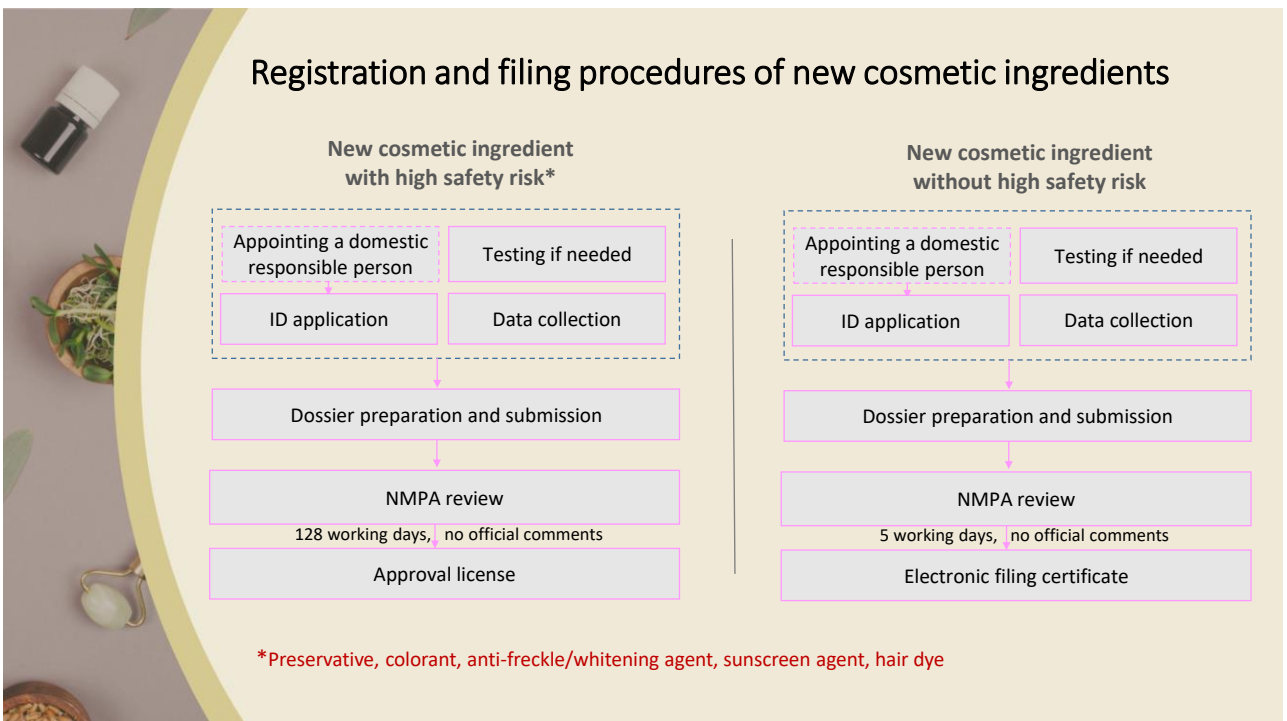 Registration and filing procedures of new cosmetic ingredients
New cosmetic ingredient
with high safety risk*
Appointing a domestic
responsible person
Testing if needed
ID application
Data collection
Dossier preparation and submission
NMPA review
128 working days, no official comments
Approval license
New cosmetic ingredient
without high safety risk
Appointing a domestic
responsible person
Testing if needed
ID application
Data collection
Dossier preparation and submission
NMPA review
5 working days, no official comments
Electronic filing certificate
*Preservative, colorant, anti-freckle/whitening agent, sunscreen agent, hair dye